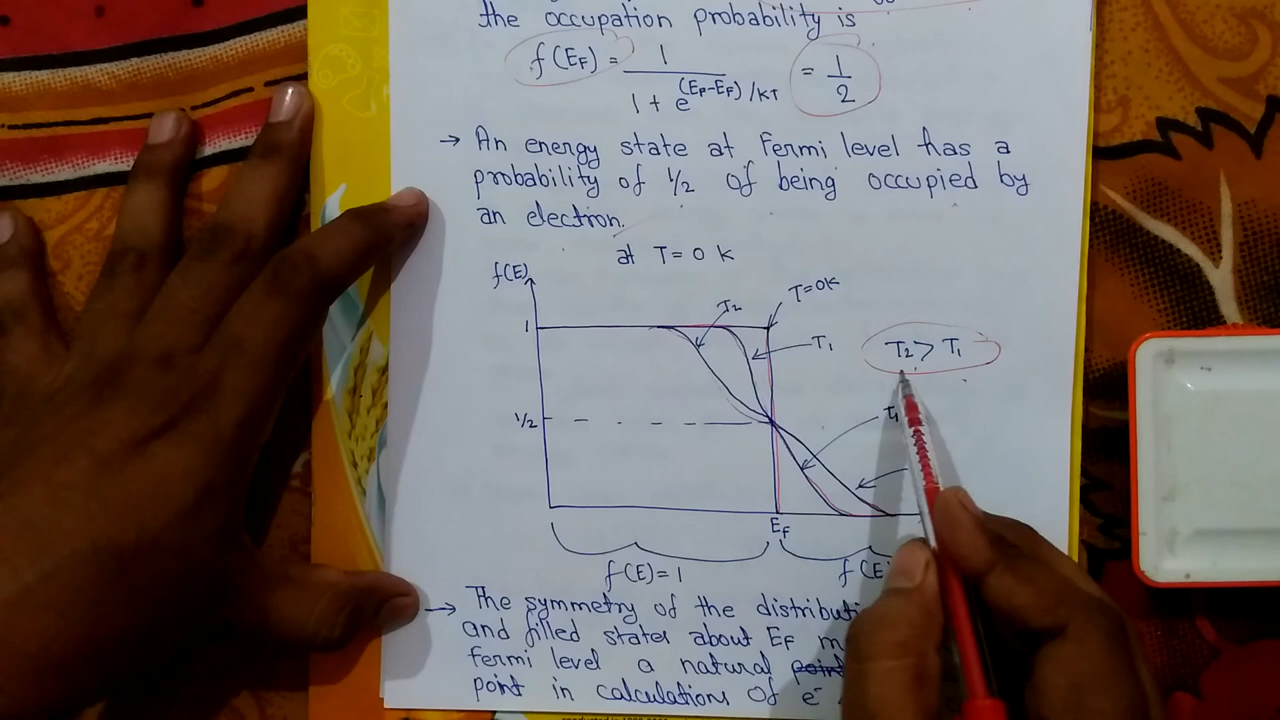 the occupation probability is
f(EF) = 1 / 1 + e^(EF-EF)/KT = 1/2
→ An energy state at Fermi level has a
probability of 1/2 of being occupied by
an electron.
at T=0 K
f(E)
T2
T=0K
1
T1
T2 > T1
1/2
t1
EF
f(E)=1
f(E
→ The symmetry of the
and filled states about EF
fermi level a natural
point in calculations of e-